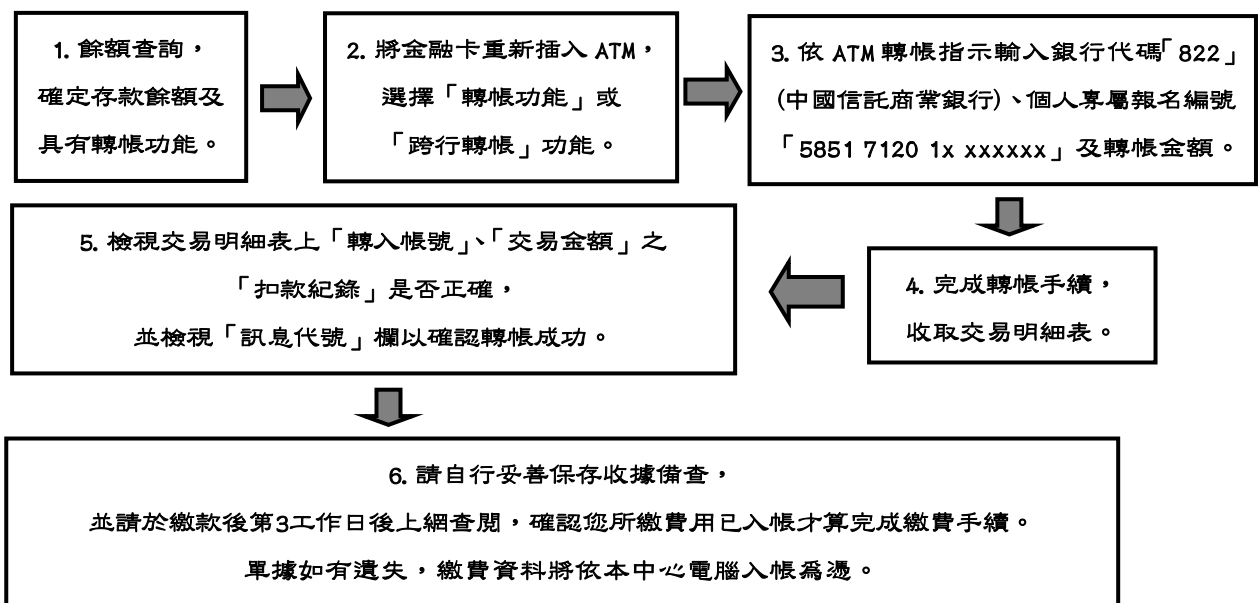 1. 餘額查詢，
確定存款餘額及
具有轉帳功能。
2. 將金融卡重新插入 ATM，
選擇「轉帳功能」或
「跨行轉帳」功能。
3. 依 ATM 轉帳指示輸入銀行代碼「822」
(中國信託商業銀行)、個人專屬報名編號
「5851 7120 1x xxxxxx」及轉帳金額。
4. 完成轉帳手續，
收取交易明細表。
5. 檢視交易明細表上「轉入帳號」、「交易金額」之
「扣款紀錄」是否正確，
並檢視「訊息代號」欄以確認轉帳成功。
6. 請自行妥善保存收據備查，
並請於繳款後第3工作日後上網查閱，確認您所繳費用已入帳才算完成繳費手續。
單據如有遺失，繳費資料將依本中心電腦入帳為憑。